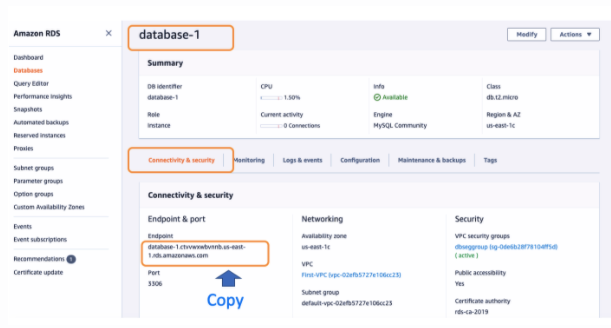 Amazon RDS
×
Dashboard
Databases
Query Editor
Performance Insights
Snapshots
Automated backups
Reserved instances
Proxies
Subnet groups
Parameter groups
Option groups
Custom Availability Zones
Events
Event subscriptions
Recommendations 1
Certificate update
database-1
Modify
Actions ▼
Summary
DB identifier
database-1
CPU
1.50%
Info
Available
Class
db.t2.micro
Role
Instance
Current activity
0 Connections
Engine
MySQL Community
Region & AZ
us-east-1c
Connectivity & security
Monitoring
Logs & events
Configuration
Maintenance & backups
Tags
Connectivity & security
Endpoint & port
Endpoint
database-1.ctvvwxwbvnrb.us-east-
1.rds.amazonaws.com
Port
3306
Copy
Networking
Availability zone
us-east-1c
VPC
First-VPC (vpc-02efb5727e106cc23)
Subnet group
default-vpc-02efb5727e106cc23
Security
VPC security groups
dbseggroup (sg-0de6b28f78104ff5d)
( active )
Public accessibility
Yes
Certificate authority
rds-ca-2019